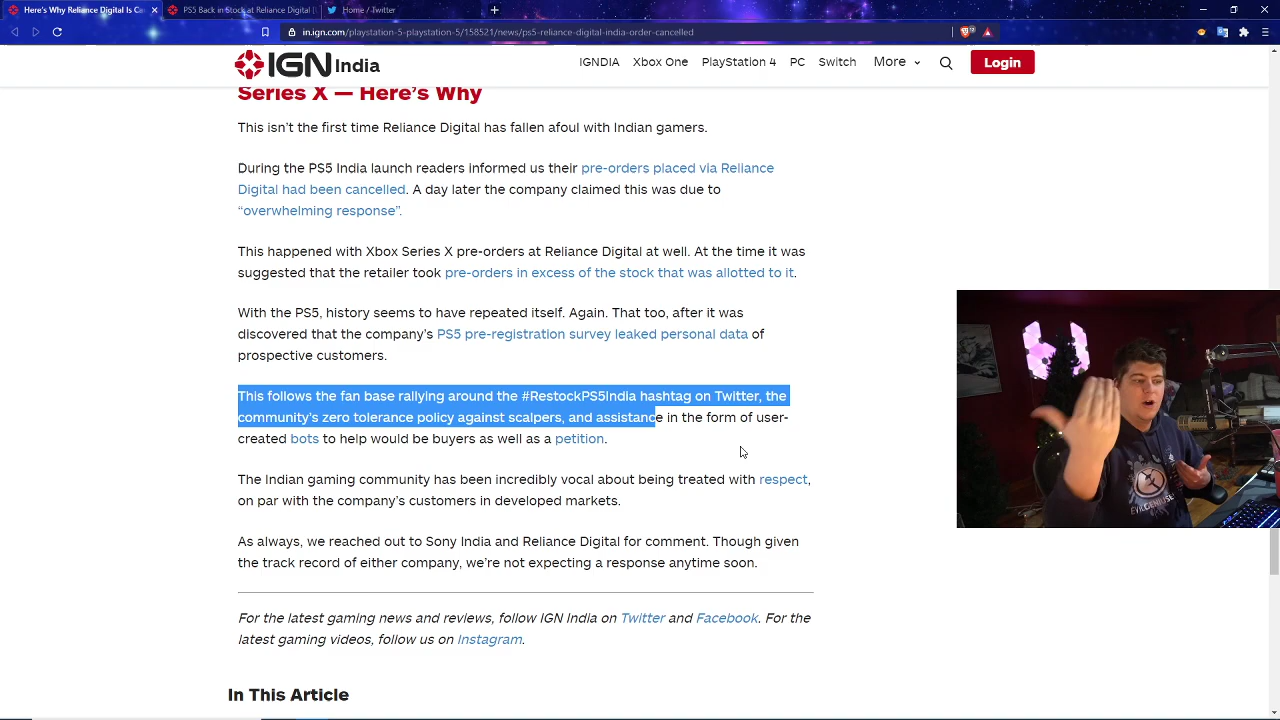 Here's Why Reliance Digital Is Ca
PS5 Back in Stock at Reliance Digital [
Home / Twitter
in.ign.com/playstation-5-playstation-5/158521/news/ps5-reliance-digital-india-order-cancelled
IGN India
IGNDIA Xbox One PlayStation 4 PC Switch More Login
Series X — Here's Why
This isn't the first time Reliance Digital has fallen afoul with Indian gamers.
During the PS5 India launch readers informed us their pre-orders placed via Reliance
Digital had been cancelled. A day later the company claimed this was due to
“overwhelming response”.
This happened with Xbox Series X pre-orders at Reliance Digital at well. At the time it was
suggested that the retailer took pre-orders in excess of the stock that was allotted to it.
With the PS5, history seems to have repeated itself. Again. That too, after it was
discovered that the company's PS5 pre-registration survey leaked personal data of
prospective customers.
This follows the fan base rallying around the #RestockPS5India hashtag on Twitter, the
community's zero tolerance policy against scalpers, and assistance in the form of user-
created bots to help would be buyers as well as a petition.
The Indian gaming community has been incredibly vocal about being treated with respect,
on par with the company's customers in developed markets.
As always, we reached out to Sony India and Reliance Digital for comment. Though given
the track record of either company, we're not expecting a response anytime soon.
For the latest gaming news and reviews, follow IGN India on Twitter and Facebook. For the
latest gaming videos, follow us on Instagram.
In This Article
EVIL GENIUSES